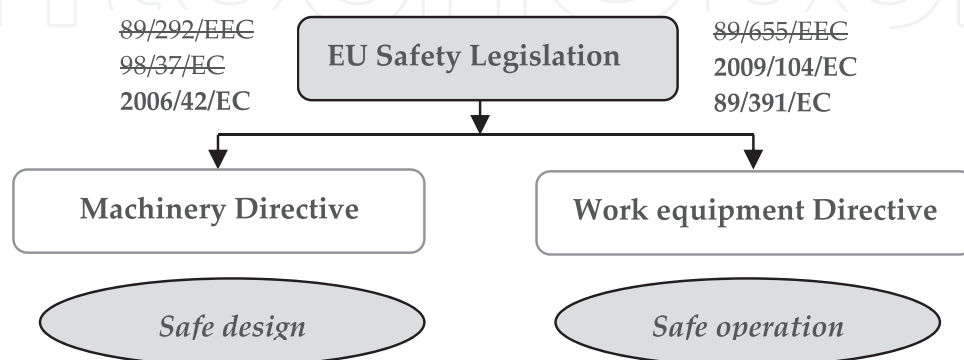 89/292/EEC
98/37/EC
2006/42/EC
EU Safety Legislation
89/655/EEC
2009/104/EC
89/391/EC
Machinery Directive
Work equipment Directive
Safe design
Safe operation